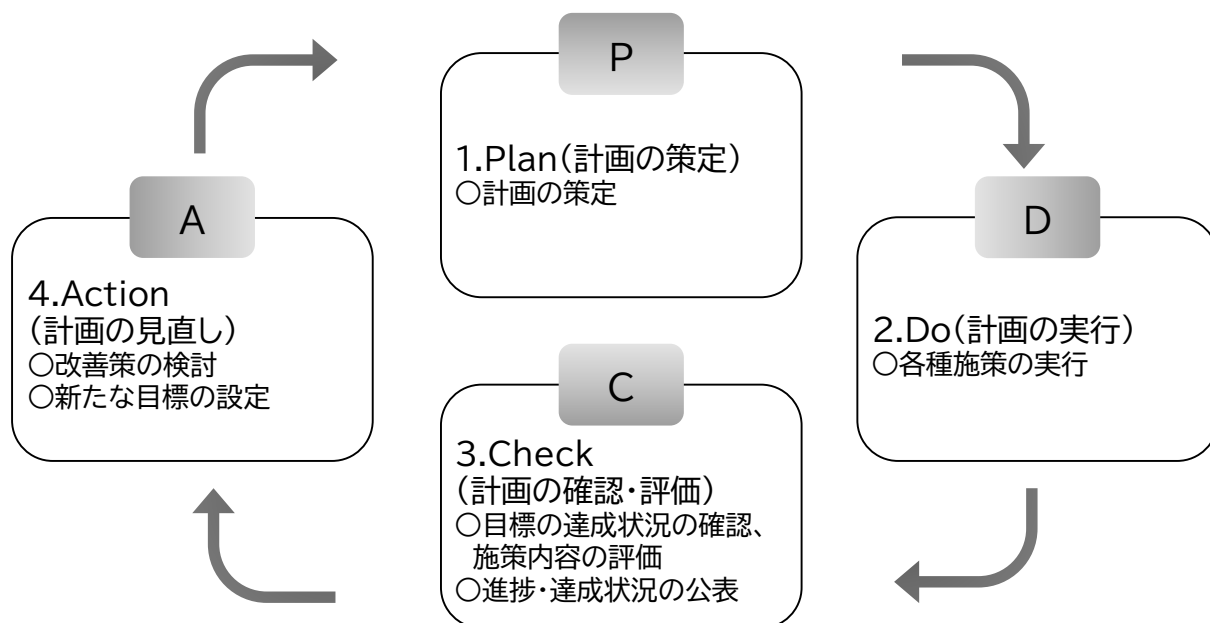 P
1.Plan(計画の策定)
○計画の策定
D
2.Do(計画の実行)
○各種施策の実行
C
3.Check
(計画の確認・評価)
○目標の達成状況の確認、
施策内容の評価
○進捗・達成状況の公表
A
4.Action
(計画の見直し)
○改善策の検討
○新たな目標の設定